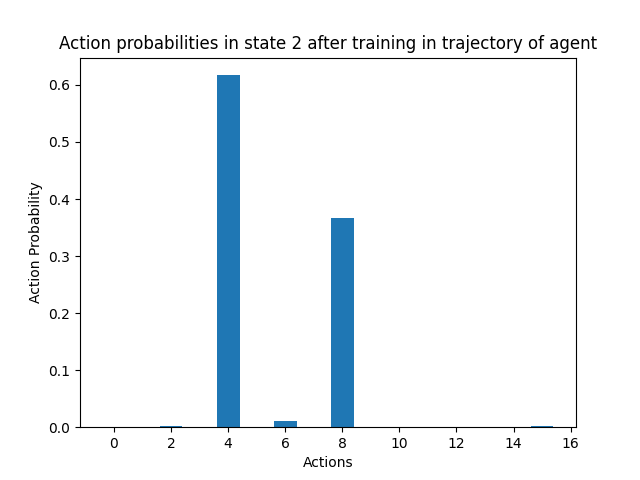 Action probabilities in state 2 after training in trajectory of agent
0.6
0.5
0.4
0.3
0.2
0.1
0.0
Action Probability
0 2 4 6 8 10 12 14 16
Actions